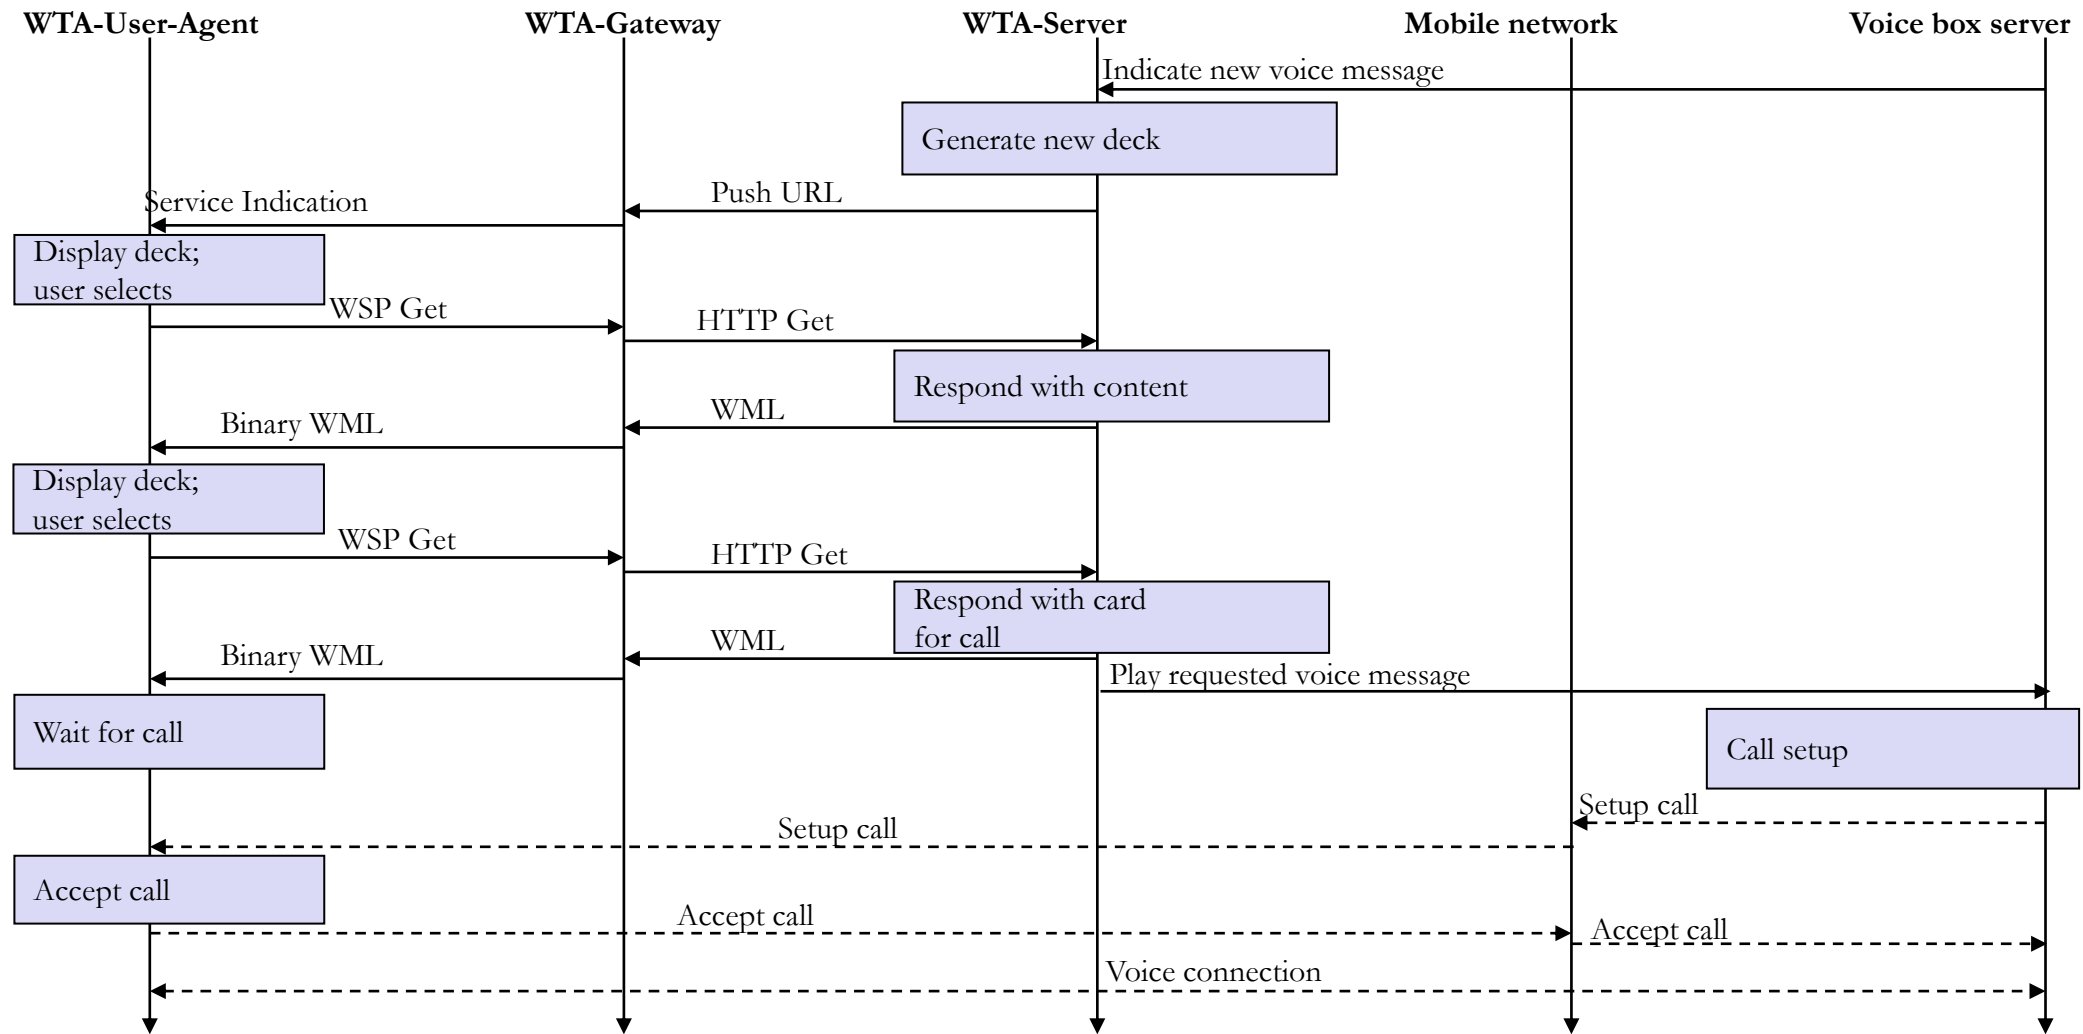 WTA-User-Agent
WTA-Gateway
WTA-Server
Mobile network
Voice box server
Indicate new voice message
Generate new deck
Push URL
Service Indication
Display deck;
user selects
WSP Get
HTTP Get
Respond with content
WML
Binary WML
Display deck;
user selects
WSP Get
HTTP Get
Respond with card
for call
WML
Binary WML
Play requested voice message
Wait for call
Call setup
Setup call
Setup call
Accept call
Accept call
Accept call
Voice connection